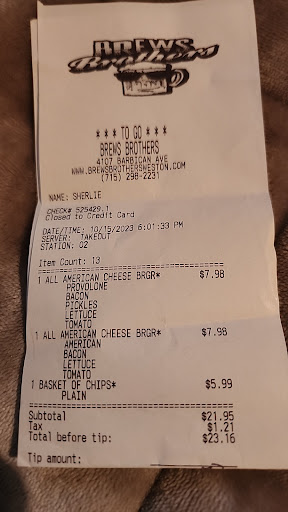 BREWS
Brothers
* * * TO GO * * *
BREWS BROTHERS
4107 BARBICAN AVE
WWW.BREWSBROTHERSWESTON.COM
(715) 298-2231
NAME: SHERLIE
CHECK# 525429.1
Closed to Credit Card
DATE/TIME: 10/15/2023 6:01:33 PM
SERVER: TAKEOUT
STATION: 02
Item Count: 13
1 ALL AMERICAN CHEESE BRGR* $7.98
PROVOLONE
BACON
PICKLES
LETTUCE
TOMATO
1 ALL AMERICAN CHEESE BRGR* $7.98
AMERICAN
BACON
LETTUCE
TOMATO
1 BASKET OF CHIPS* $5.99
PLAIN
Subtotal $21.95
Tax $1.21
Total before tip: $23.16
Tip amount: